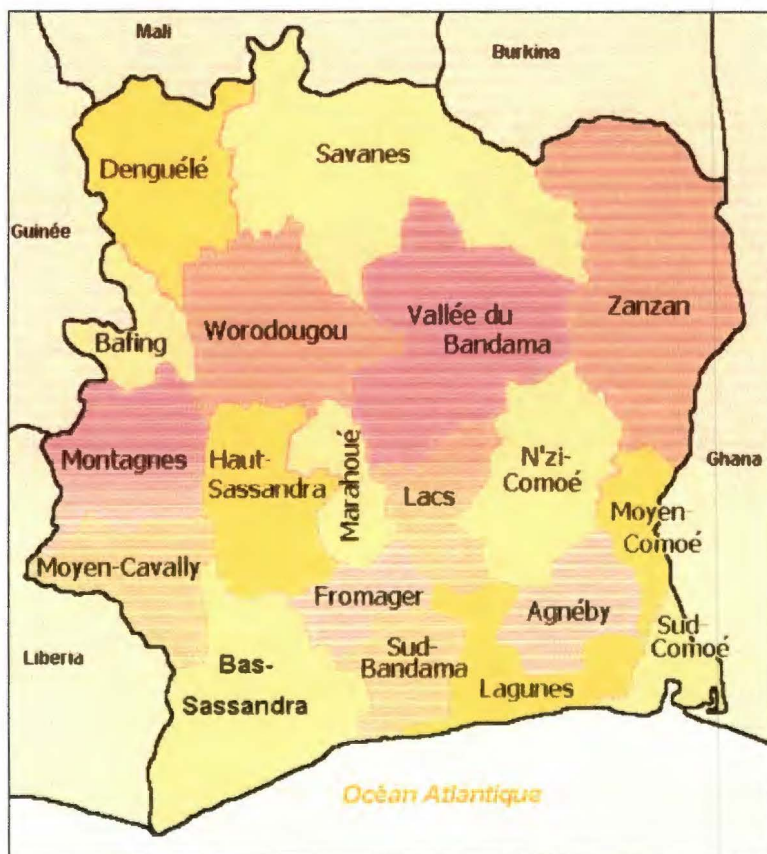 Mali
Burkina
Denguélé
Savanes
Guinée
Zanzan
Vallée du
Bandama
Worodougou
Bafing
Montagnes
Haut-
Sassandra
Marahoué
N'zi-
Comoé
Ghana
Lacs
Moyen-
Comoé
Moyen-Cavally
Fromager
Agnéby
Sud-
Comoé
Liberia
Sud-
Bandama
Bas-
Sassandra
Lagunes
Océan Atlantique